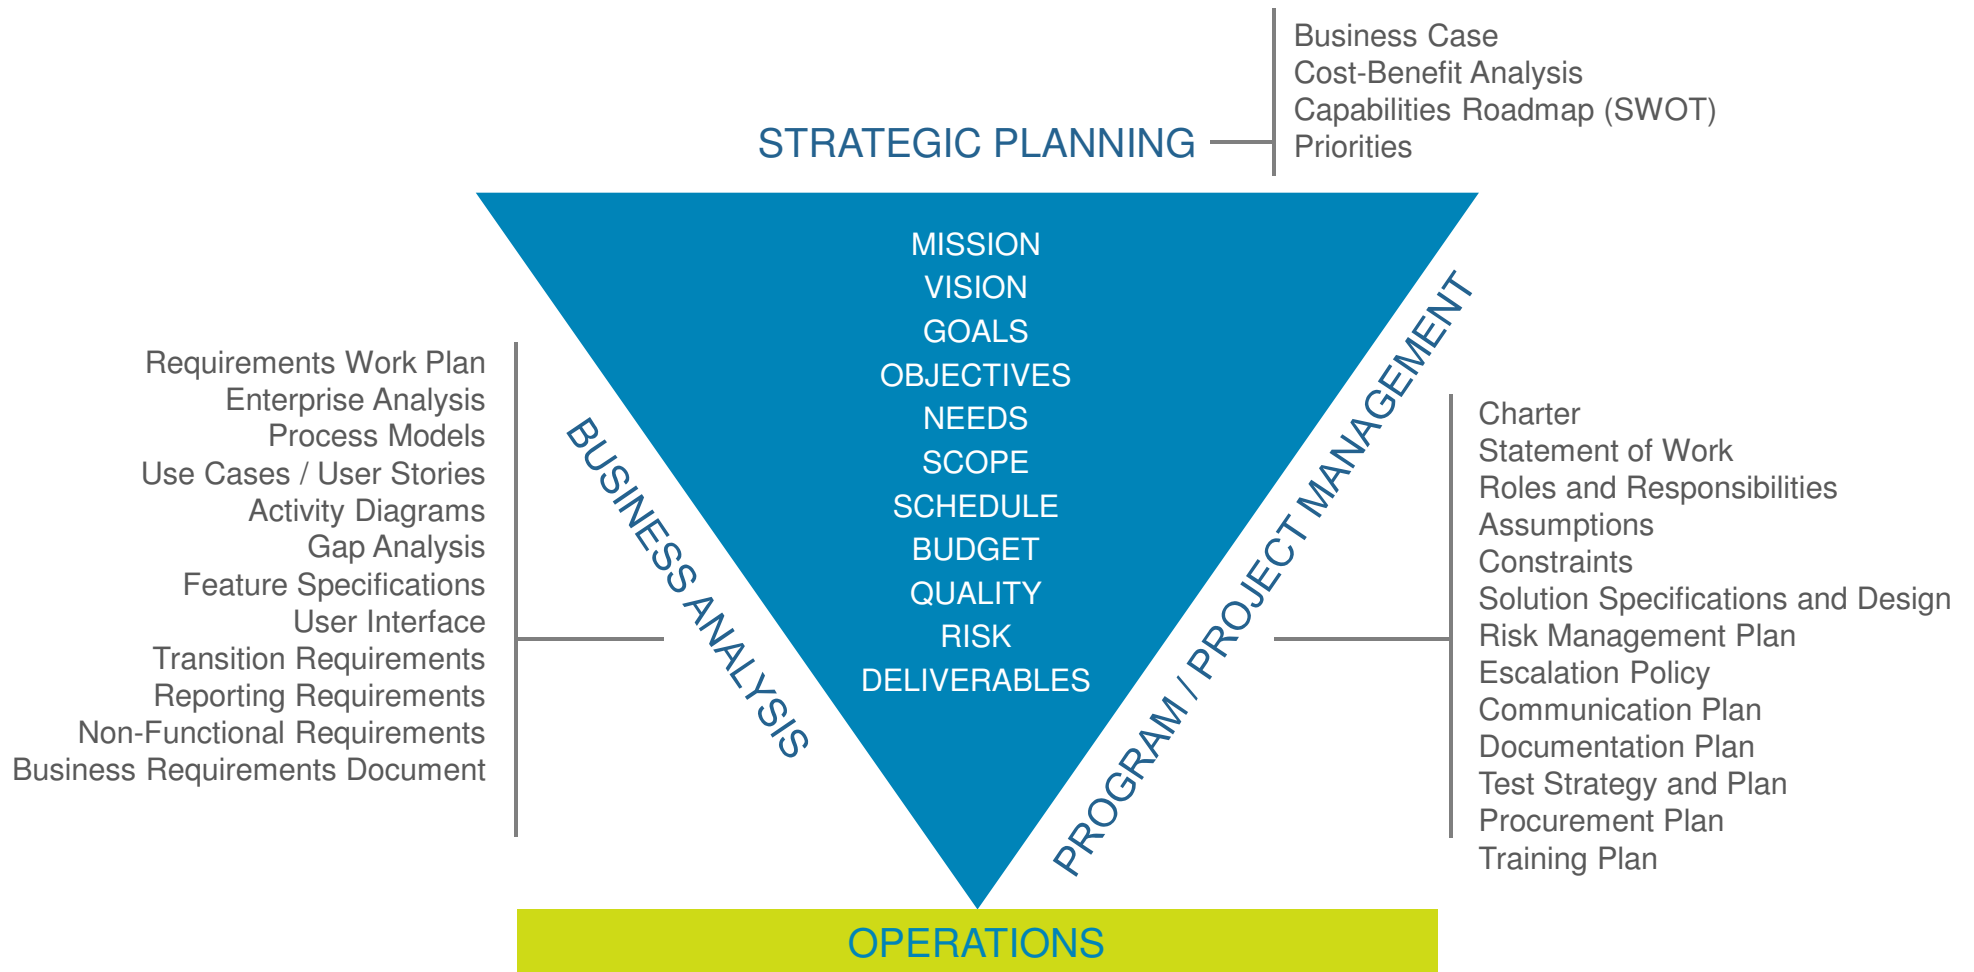 Business Case
Cost-Benefit Analysis
Capabilities Roadmap (SWOT)
Priorities
STRATEGIC PLANNING
MISSION
VISION
GOALS
OBJECTIVES
NEEDS
SCOPE
SCHEDULE
BUDGET
QUALITY
RISK
DELIVERABLES
Requirements Work Plan
Enterprise Analysis
Process Models
Use Cases / User Stories
Activity Diagrams
Gap Analysis
Feature Specifications
User Interface
Transition Requirements
Reporting Requirements
Non-Functional Requirements
Business Requirements Document
BUSINESS ANALYSIS
PROGRAM / PROJECT MANAGEMENT
Charter
Statement of Work
Roles and Responsibilities
Assumptions
Constraints
Solution Specifications and Design
Risk Management Plan
Escalation Policy
Communication Plan
Documentation Plan
Test Strategy and Plan
Procurement Plan
Training Plan
OPERATIONS